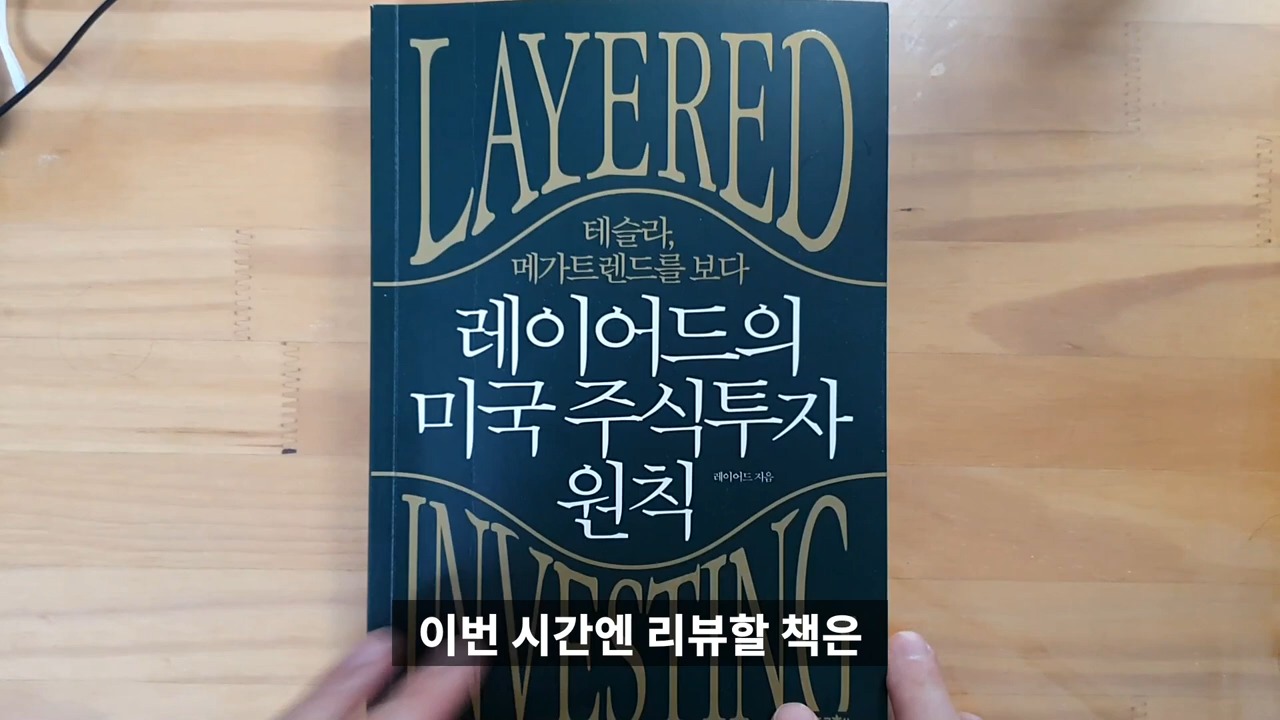 LAYERED
테슬라,
메가트렌드를 보다
레이어드의
미국 주식투자
원칙
레이어드 지음
INVESTING
이번 시간엔 리뷰할 책은